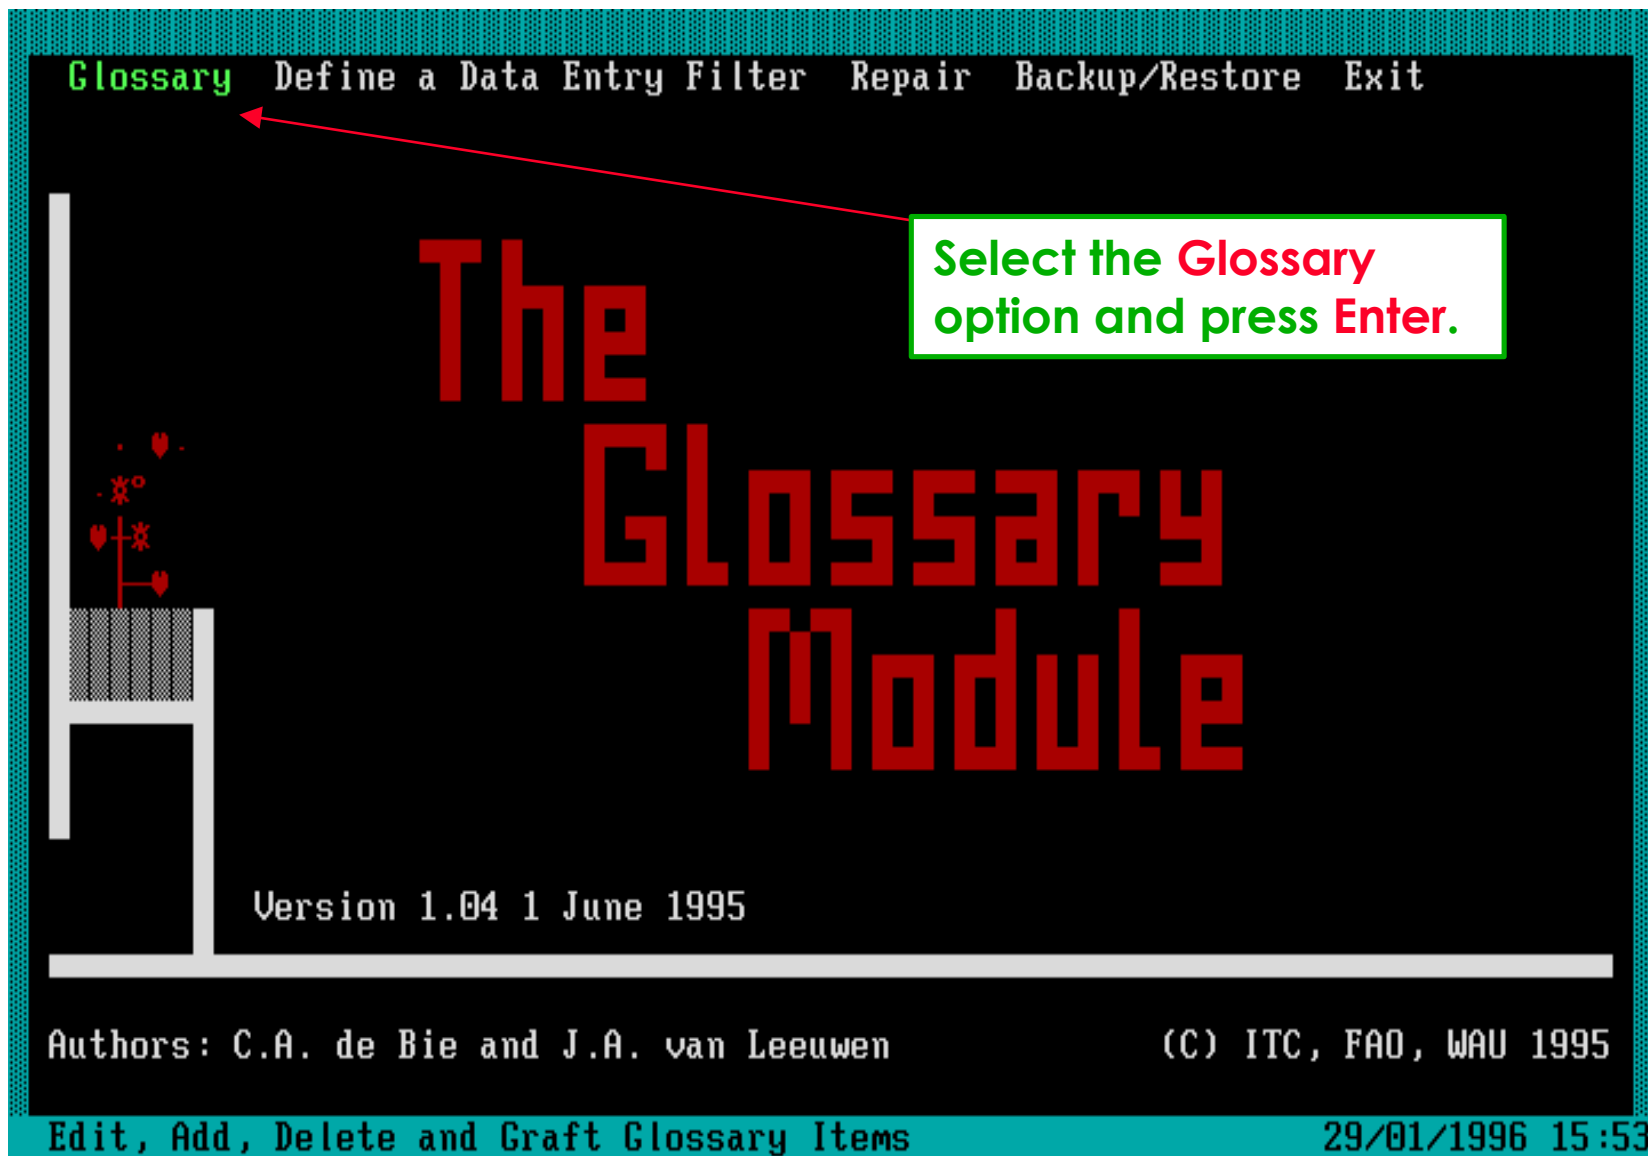 Glossary Define a Data Entry Filter Repair Backup/Restore Exit
Select the Glossary
option and press Enter.
The
Glossary
Module
Version 1.04 1 June 1995
Authors: C.A. de Bie and J.A. van Leeuwen (C) ITC, FAO, WAU 1995
Edit, Add, Delete and Graft Glossary Items 29/01/1996 15:53